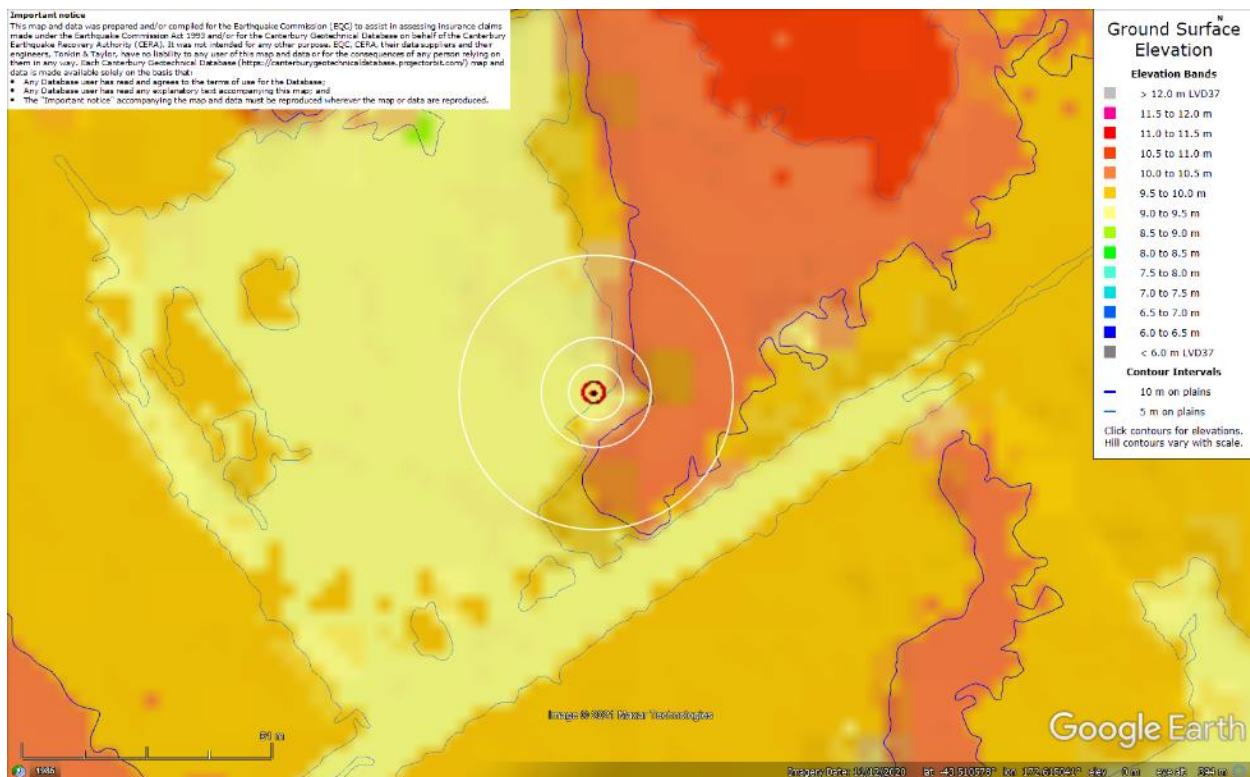 Important notice
This map and data was prepared and/or compiled for the Earthquake Commission (EQC) to assist in assessing insurance claims
made under the Earthquake Commission Act 1993 and/or for the Canterbury Geotechnical Database on behalf of the Canterbury
Earthquake Recovery Authority (CERA). It was not intended for any other purpose. EQC, CERA, their data suppliers and their
engineers, Tonkin & Taylor, have no liability to any user of this map and data or for the consequences of any person relying on
them in any way. Each Canterbury Geotechnical Database (https://canterburygeotechnicaldatabase.projectorbit.com/) map and
data is made available solely on the basis that:
• Any Database user has read and agrees to the terms of use for the Database;
• Any Database user has read any explanatory text accompanying this map; and
• The "Important notice" accompanying the map and data must be reproduced wherever the map or data are reproduced.
N
Ground Surface
Elevation
Elevation Bands
> 12.0 m LVD37
11.5 to 12.0 m
11.0 to 11.5 m
10.5 to 11.0 m
10.0 to 10.5 m
9.5 to 10.0 m
9.0 to 9.5 m
8.5 to 9.0 m
8.0 to 8.5 m
7.5 to 8.0 m
7.0 to 7.5 m
6.5 to 7.0 m
6.0 to 6.5 m
< 6.0 m LVD37
Contour Intervals
10 m on plains
5 m on plains
Click contours for elevations.
Hill contours vary with scale.
Image © 2021 Maxar Technologies
Google Earth
1986
Imagery Date: lat lon elev 0 m eye alt 394 m